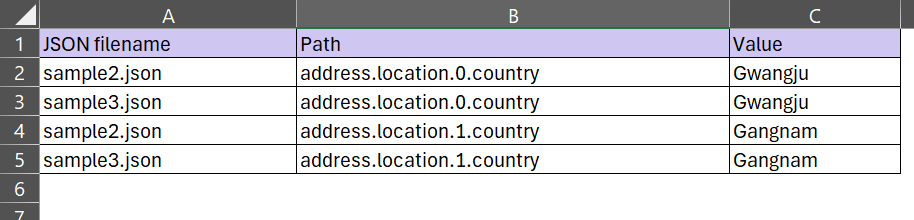 A B C
1 JSON filename Path Value
2 sample2.json address.location.0.country Gwangju
3 sample3.json address.location.0.country Gwangju
4 sample2.json address.location.1.country Gangnam
5 sample3.json address.location.1.country Gangnam
6
7